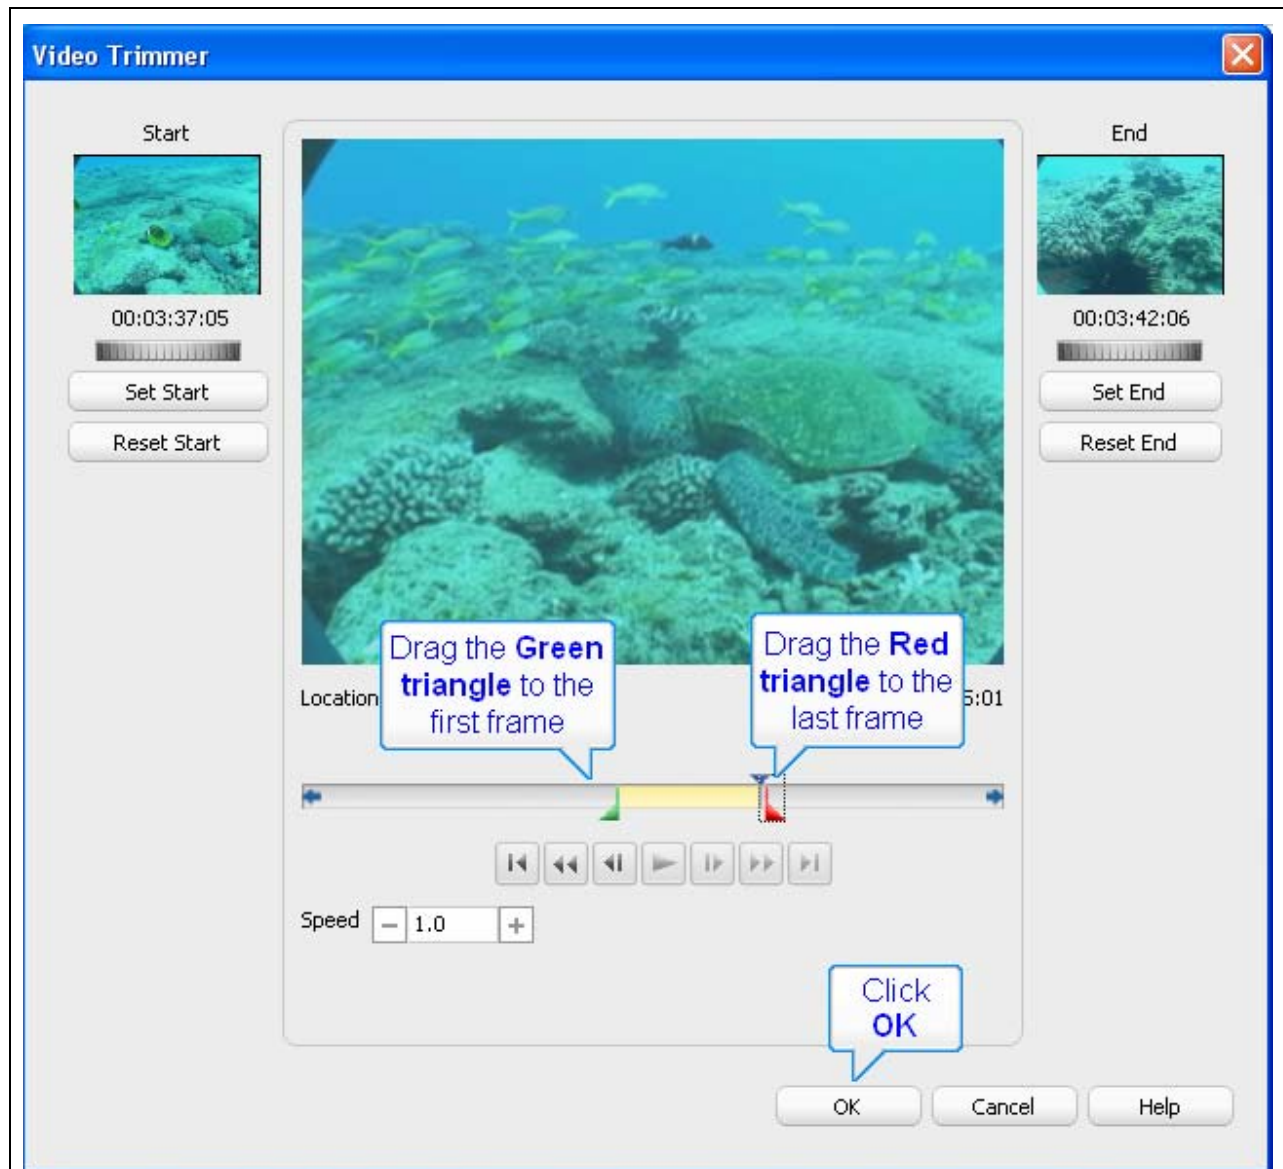 Video Trimmer
Start
End
00:03:37:05
00:03:42:06
Set Start
Set End
Reset Start
Reset End
Drag the Green
triangle to the
first frame
Drag the Red
triangle to the
last frame
Location
5:01
Speed
1.0
Click
OK
OK
Cancel
Help